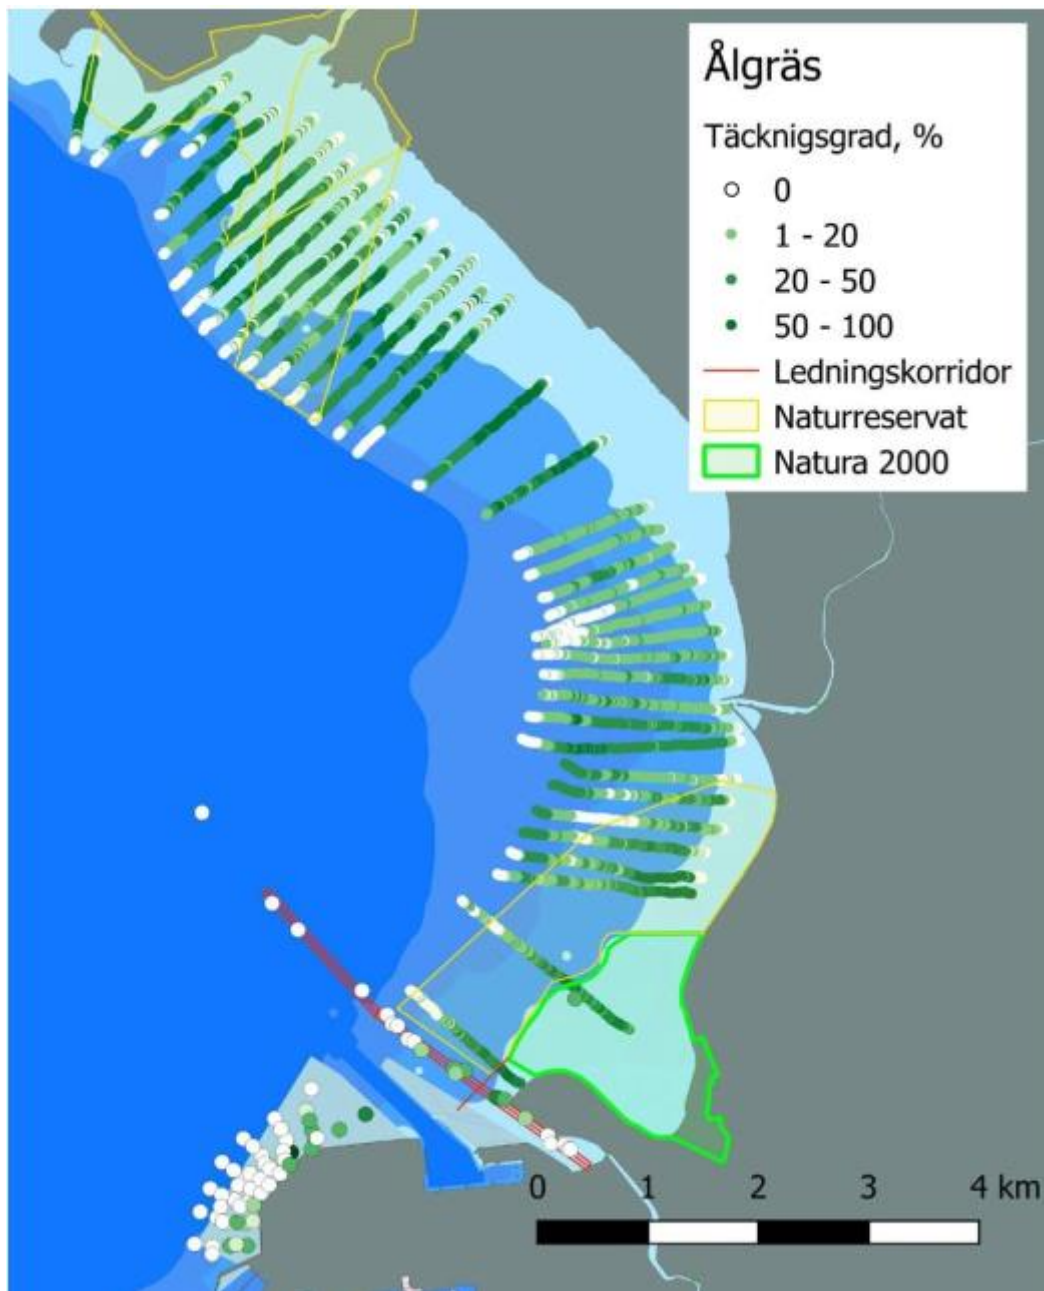 Ålgräs
Täcknigsgrad, %
0
1 - 20
20 - 50
50 - 100
Ledningskorridor
Naturreservat
Natura 2000
0 1 2 3 4 km